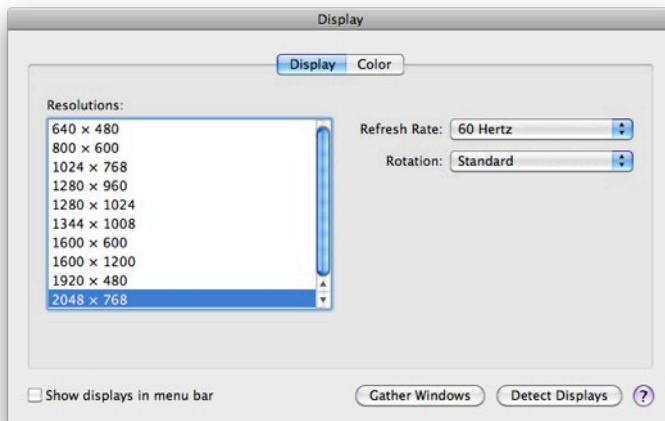 Display
Display Color
Resolutions:
640 × 480
800 × 600
1024 × 768
1280 × 960
1280 × 1024
1344 × 1008
1600 × 600
1600 × 1200
1920 × 480
2048 × 768
Refresh Rate: 60 Hertz
Rotation: Standard
Show displays in menu bar
Gather Windows Detect Displays ?